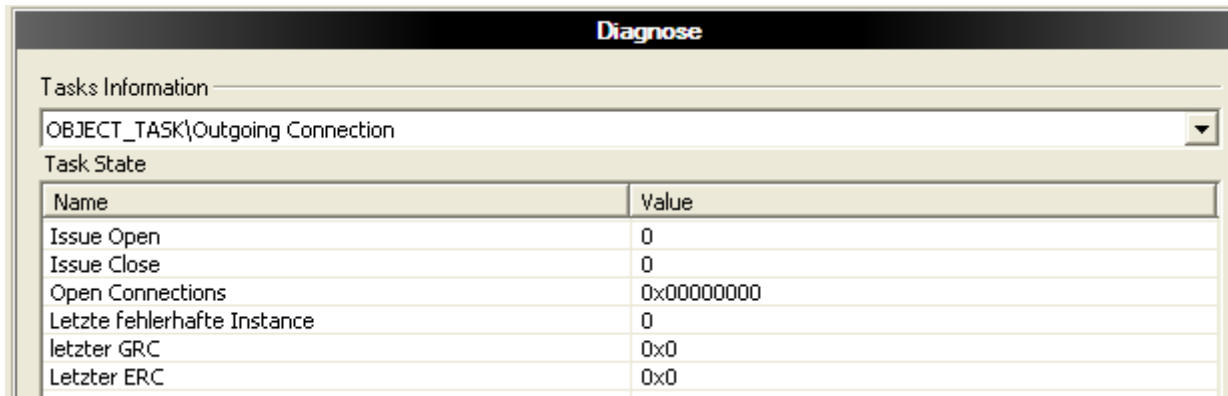 Diagnose
Tasks Information
OBJECT_TASK\Outgoing Connection
Task State
Name Value
Issue Open 0
Issue Close 0
Open Connections 0x00000000
Letzte fehlerhafte Instance 0
letzter GRC 0x0
Letzter ERC 0x0